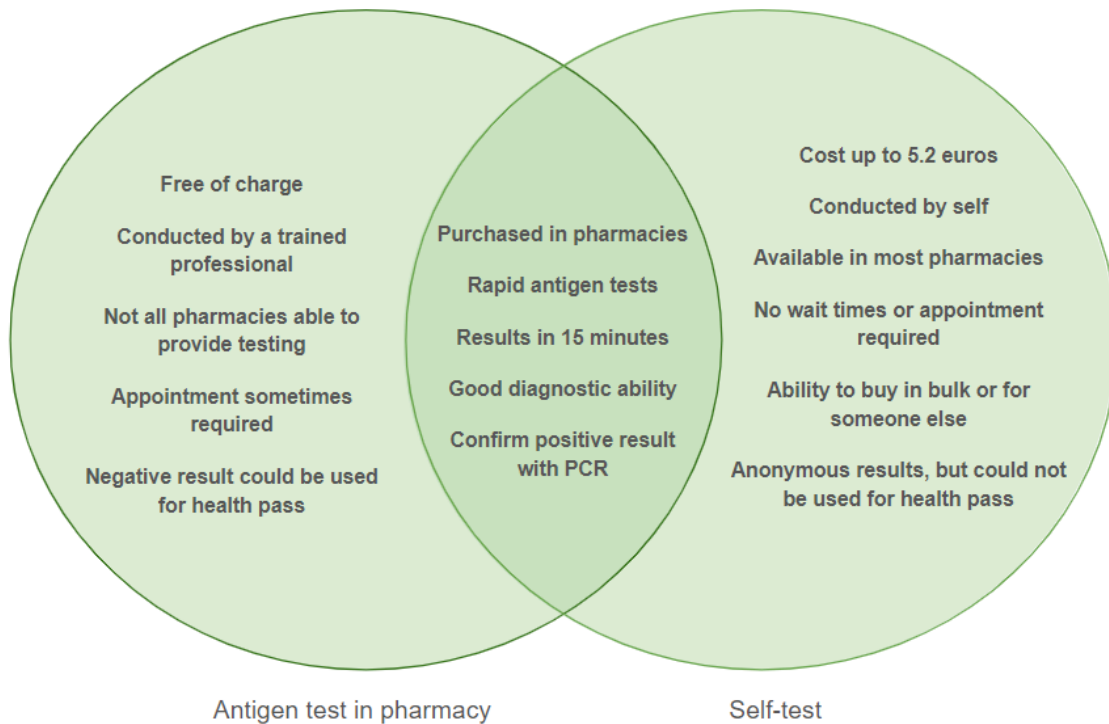 Free of charge
Conducted by a trained
professional
Not all pharmacies able to
provide testing
Appointment sometimes
required
Negative result could be used
for health pass
Purchased in pharmacies
Rapid antigen tests
Results in 15 minutes
Good diagnostic ability
Confirm positive result
with PCR
Cost up to 5.2 euros
Conducted by self
Available in most pharmacies
No wait times or appointment
required
Ability to buy in bulk or for
someone else
Anonymous results, but could not
be used for health pass
Antigen test in pharmacy
Self-test